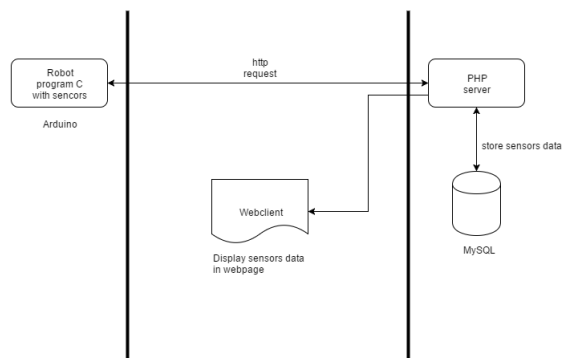 Robot
program C
with sencors
Arduino
http
request
PHP
server
store sensors data
MySQL
Webclient
Display sensors data
in webpage